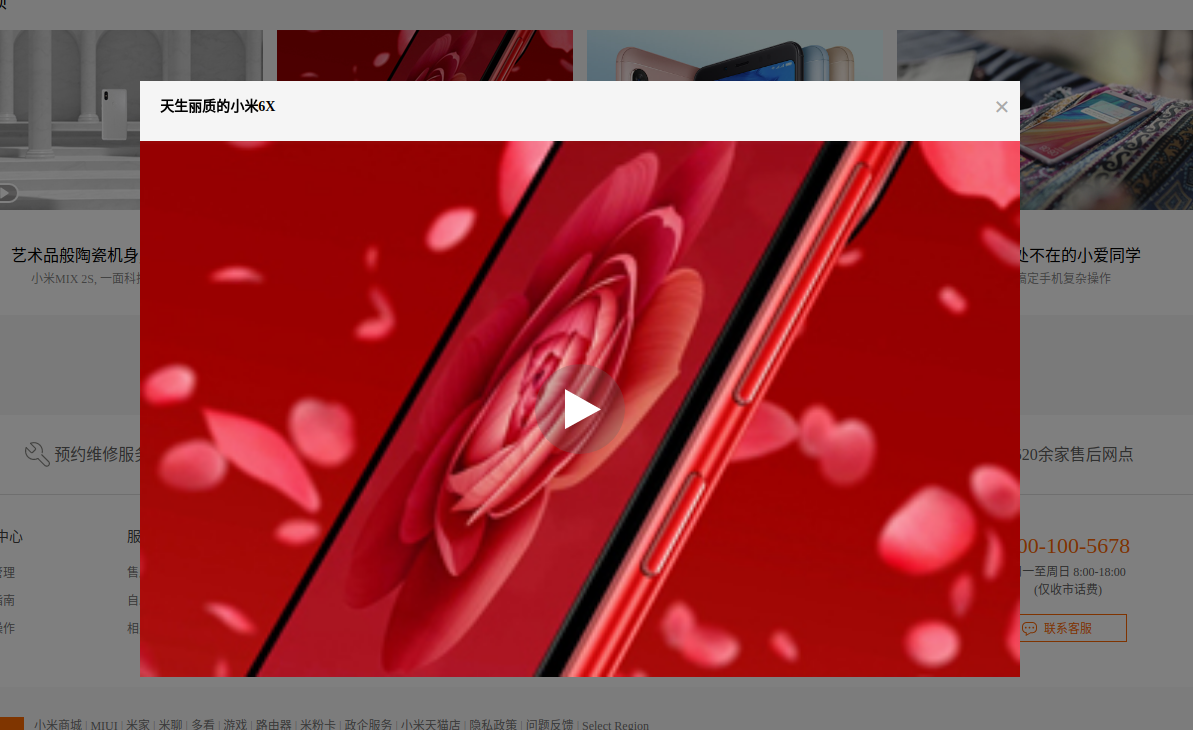 天生丽质的小米6X
×
艺术品般陶瓷机身
处不在的小爱同学
小米MIX 2S, 一面科技
搞定手机复杂操作
预约维修服务
520余家售后网点
中心
服
00-100-5678
管理
售
周一至周日 8:00-18:00
指南
自
(仅收市话费)
操作
相
联系客服
小米商城 | MIUI | 米家 | 米聊 | 多看 | 游戏 | 路由器 | 米粉卡 | 政企服务 | 小米天猫店 | 隐私政策 | 问题反馈 | Select Region